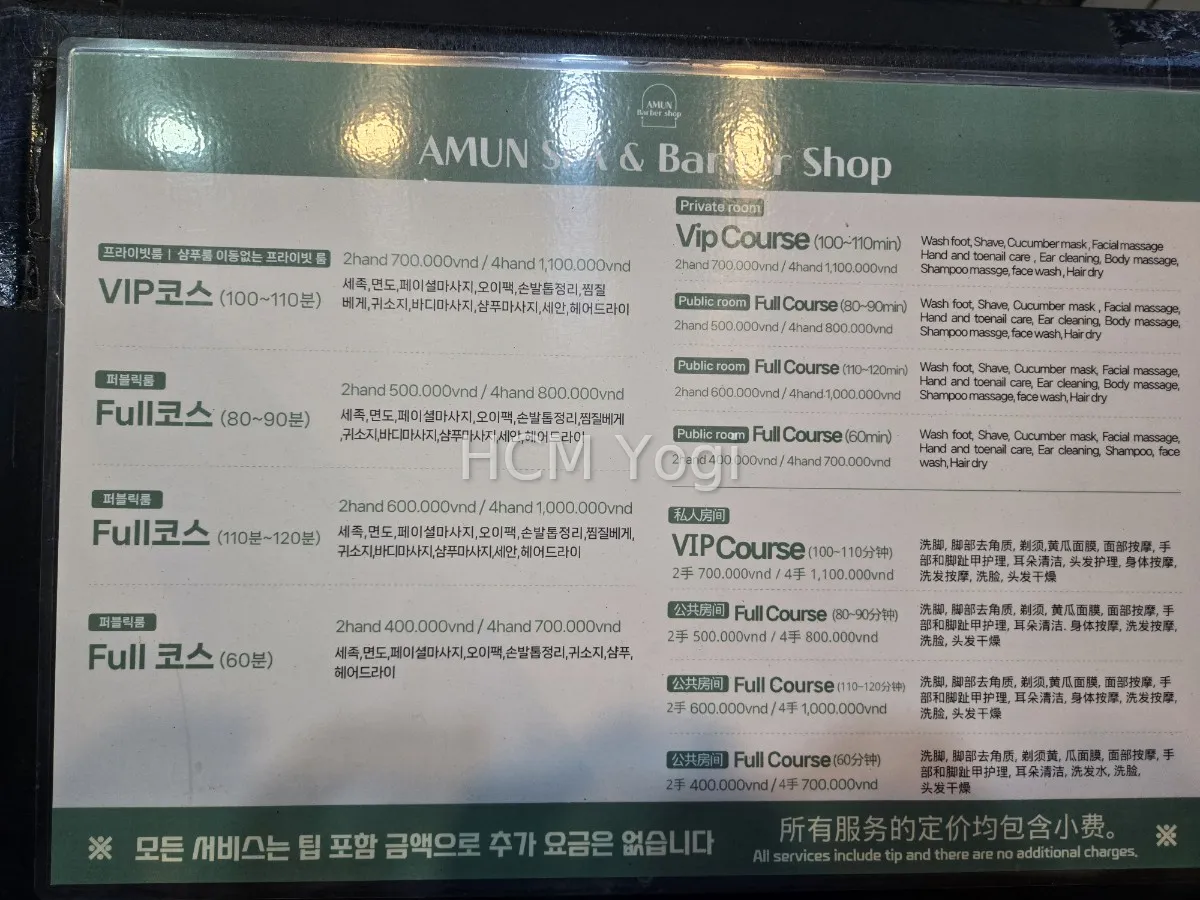 AMUN
Barber shop
AMUN SPA & Barber Shop
프라이빗룸 | 샴푸룸 이동없는 프라이빗 룸
VIP코스 (100~110분)
2hand 700.000vnd / 4hand 1,100.000vnd
세족,면도,페이셜마사지,오이팩,손발톱정리,찜질
베게,귀소지,바디마사지,샴푸마사지,세안,헤어드라이
퍼블릭룸
Full코스 (80~90분)
2hand 500.000vnd / 4hand 800.000vnd
세족,면도,페이셜마사지,오이팩,손발톱정리,찜질베게
,귀소지,바디마사지,샴푸마사지,세안,헤어드라이
퍼블릭룸
Full코스 (110분~120분)
2hand 600.000vnd / 4hand 1,000.000vnd
세족,면도,페이셜마사지,오이팩,손발톱정리,찜질베게,
귀소지,바디마사지,샴푸마사지,세안,헤어드라이
퍼블릭룸
Full 코스 (60분)
2hand 400.000vnd / 4hand 700.000vnd
세족,면도,페이셜마사지,오이팩,손발톱정리,귀소지,샴푸,
헤어드라이
Private room
Vip Course (100~110min)
2hand 700.000vnd / 4hand 1,100.000vnd
Wash foot, Shave, Cucumber mask , Facial massage
Hand and toenail care , Ear cleaning, Body massage,
Shampoo massge, face wash , Hair dry
Public room Full Course (80~90min)
2hand 500.000vnd / 4hand 800.000vnd
Wash foot, Shave, Cucumber mask , Facial massage,
Hand and toenail care, Ear cleaning, Body massage,
Shampoo massge, face wash, Hair dry
Public room Full Course (110~120min)
2hand 600.000vnd / 4hand 1,000.000vnd
Wash foot, Shave, Cucumber mask, Facial massage,
Hand and toenail care, Ear cleaning, Body massage,
Shampoo massge, face wash, Hair dry
Public room Full Course (60min)
2hand 400.000vnd / 4hand 700.000vnd
Wash foot, Shave, Cucumber mask, Facial massage,
Hand and toenail care, Ear cleaning, Shampoo, face
wash, Hair dry
私人房间
VIP Course (100~110分钟)
2手 700.000vnd / 4手 1,100.000vnd
洗脚, 脚部去角质, 剃须,黄瓜面膜, 面部按摩, 手
部和脚趾甲护理, 耳朵清洁, 头发护理, 身体按摩,
洗发按摩, 洗脸, 头发干燥
公共房间 Full Course (80~90分钟)
2手 500.000vnd / 4手 800.000vnd
洗脚, 脚部去角质, 剃须, 黄瓜面膜, 面部按摩, 手
部和脚趾甲护理, 耳朵清洁. 身体按摩, 洗发按摩,
洗脸, 头发干燥
公共房间 Full Course (110~120分钟)
2手 600.000vnd / 4手 1,000.000vnd
洗脚, 脚部去角质, 剃须,黄瓜面膜, 面部按摩, 手
部和脚趾甲护理, 耳朵清洁, 身体按摩, 洗发按摩,
洗脸, 头发干燥
公共房间 Full Course (60分钟)
2手 400.000vnd / 4手 700.000vnd
洗脚, 脚部去角质, 剃须黄, 瓜面膜, 面部按摩, 手
部和脚趾甲护理, 耳朵清洁, 洗发水, 洗脸,
头发干燥
HCM Yogi
※ 모든 서비스는 팁 포함 금액으로 추가 요금은 없습니다
所有服务的定价均包含小费。 ※
All services include tip and there are no additional charges.